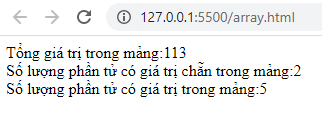 127.0.0.1:5500/array.html
Tổng giá trị trong mảng:113
Số lượng phần tử có giá trị chẵn trong mảng:2
Số lượng phần tử có giá trị trong mảng:5